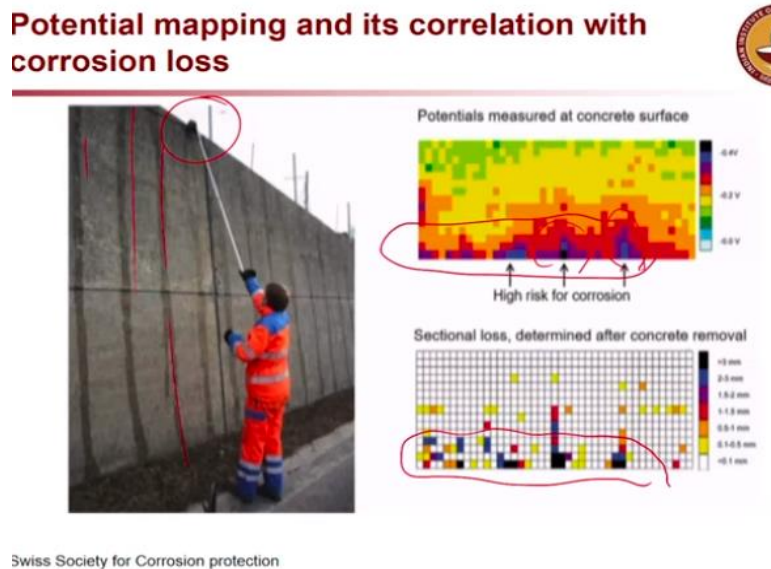 Potential mapping and its correlation with
corrosion loss
Potentials measured at concrete surface
-0.4V
-0.2 V
-0.0 V
High risk for corrosion
Sectional loss, determined after concrete removal
>3 mm
2-3 mm
1.5-2 mm
1-1.5 mm
0.5-1 mm
0.1-0.5 mm
<0.1 mm
Swiss Society for Corrosion protection
INDIAN INSTITUTE OF